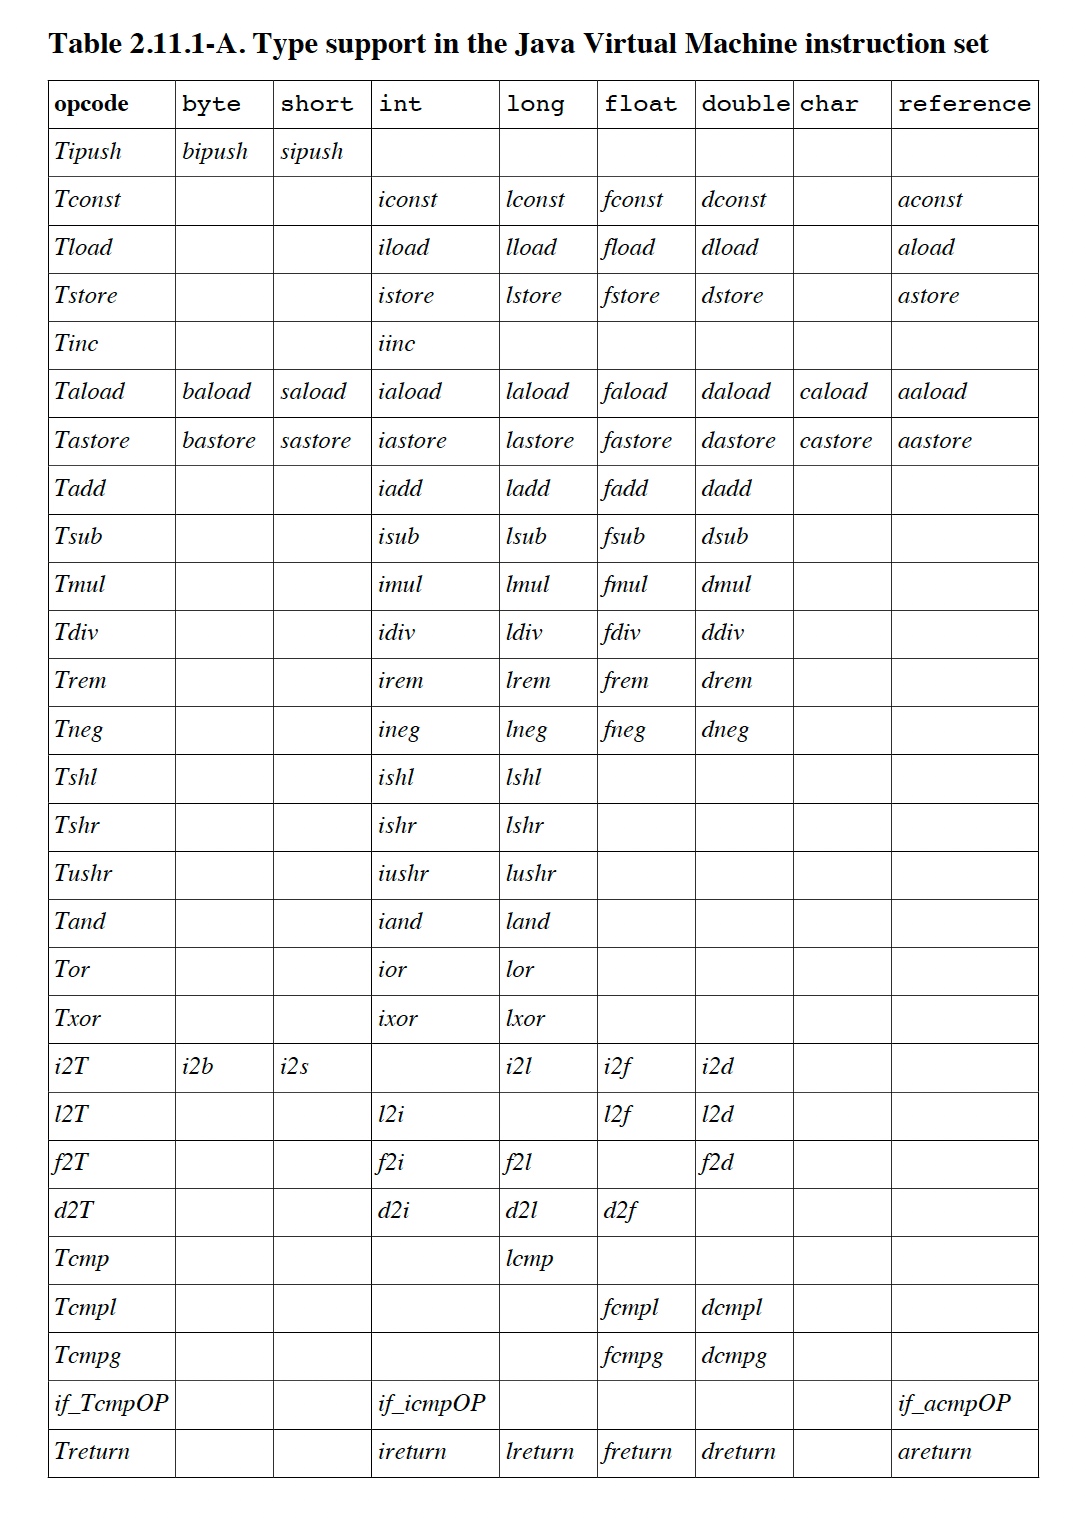 Table 2.11.1-A. Type support in the Java Virtual Machine instruction set
opcode byte short int long float double char reference
Tipush bipush sipush
Tconst iconst lconst fconst dconst aconst
Tload iload lload fload dload aload
Tstore istore lstore fstore dstore astore
Tinc iinc
Taload baload saload iaload laload faload daload caload aaload
Tastore bastore sastore iastore lastore fastore dastore castore aastore
Tadd iadd ladd fadd dadd
Tsub isub lsub fsub dsub
Tmul imul lmul fmul dmul
Tdiv idiv ldiv fdiv ddiv
Trem irem lrem frem drem
Tneg ineg lneg fneg dneg
Tshl ishl lshl
Tshr ishr lshr
Tushr iushr lushr
Tand iand land
Tor ior lor
Txor ixor lxor
i2T i2b i2s i2l i2f i2d
l2T l2i l2f l2d
f2T f2i f2l f2d
d2T d2i d2l d2f
Tcmp lcmp
Tcmpl fcmpl dcmpl
Tcmpg fcmpg dcmpg
if_TcmpOP if_icmpOP if_acmpOP
Treturn ireturn lreturn freturn dreturn areturn